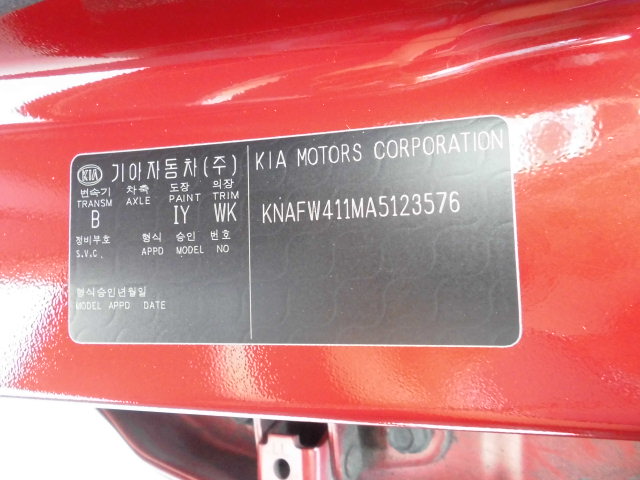 KIA 기아자동차(주) KIA MOTORS CORPORATION
변속기 차축 도장 의장
TRANSM AXLE PAINT TRIM
B IY WK
KNAFW411MA5123576
정비부호 형식 승인 번호
S.V.C. APPD MODEL NO
형식승인년월일
MODEL APPD DATE